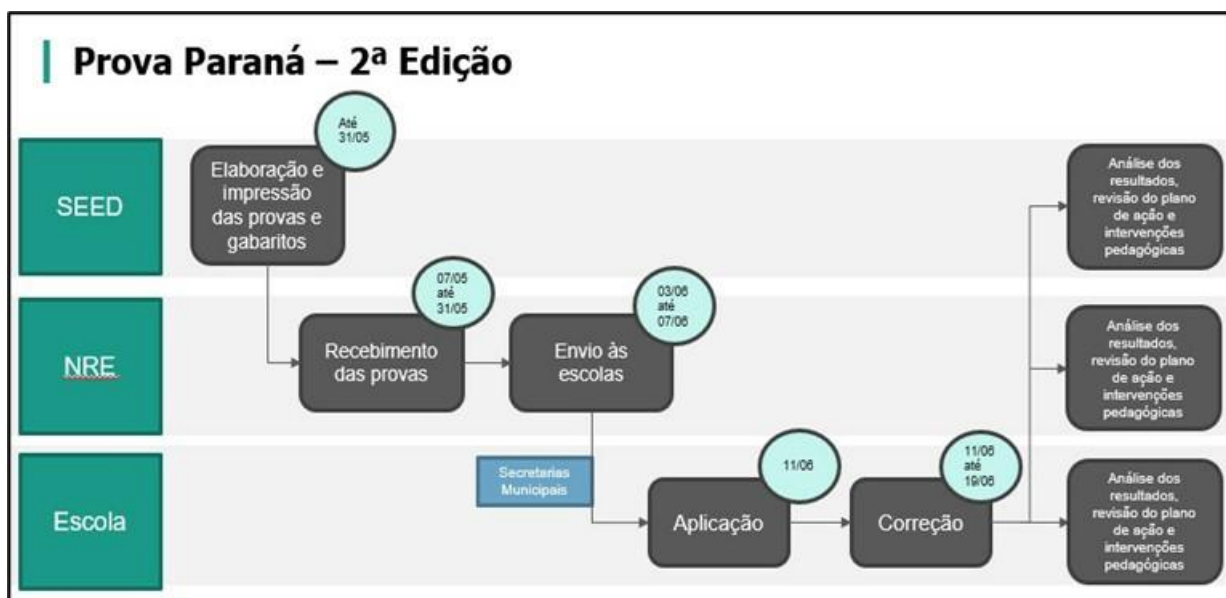 Prova Paraná – 2ª Edição
Até
31/05
SEED
Elaboração e
impressão
das provas e
gabaritos
Análise dos
resultados,
revisão do plano
de ação e
intervenções
pedagógicas
07/05
até
31/05
03/06
até
07/06
NRE
Recebimento
das provas
Envio às
escolas
Análise dos
resultados,
revisão do plano
de ação e
intervenções
pedagógicas
Secretarias
Municipais
11/06
11/06
até
19/06
Escola
Aplicação
Correção
Análise dos
resultados,
revisão do plano
de ação e
intervenções
pedagógicas